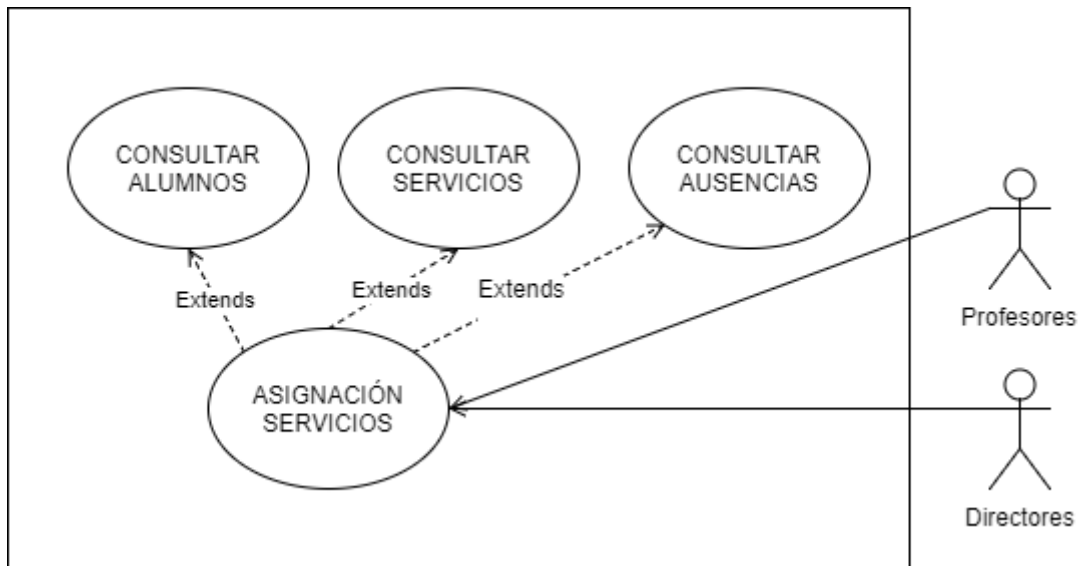 CONSULTAR
ALUMNOS
CONSULTAR
SERVICIOS
CONSULTAR
AUSENCIAS
Extends
Extends
Extends
Profesores
ASIGNACIÓN
SERVICIOS
Directores